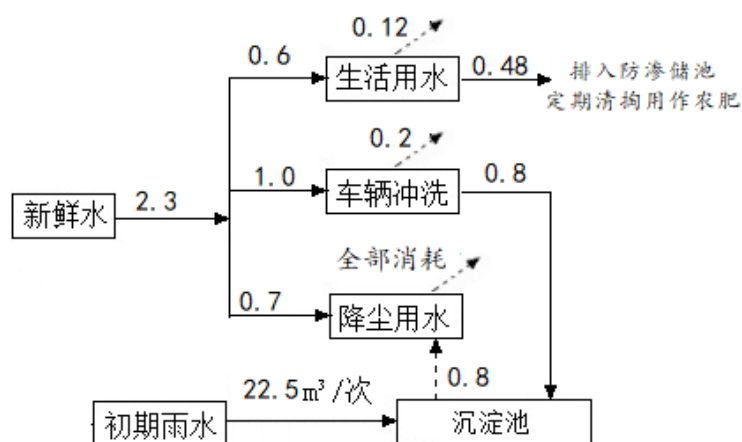 0.12
0.6
生活用水
0.48
排入防渗储池
定期清掏用作农肥
0.2
1.0
车辆冲洗
0.8
新鲜水
2.3
全部消耗
0.7
降尘用水
22.5m³/次
0.8
初期雨水
沉淀池